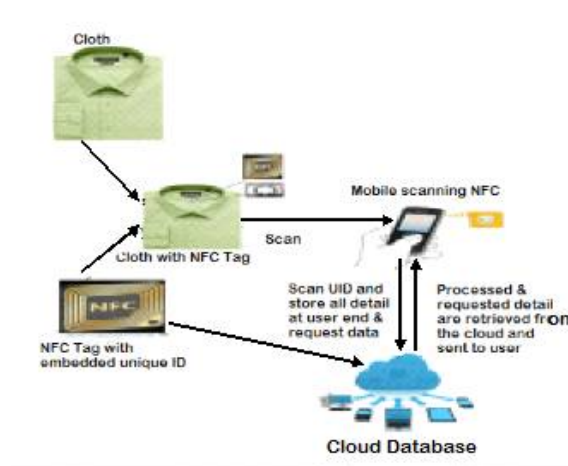 Cloth
Mobile scanning NFC
Scan
Cloth with NFC Tag
Scan UID and
store all detail
at user end &
request data
Processed &
requested detail
are retrieved from
the cloud and
sent to user
NFC
NFC Tag with
embedded unique ID
Cloud Database